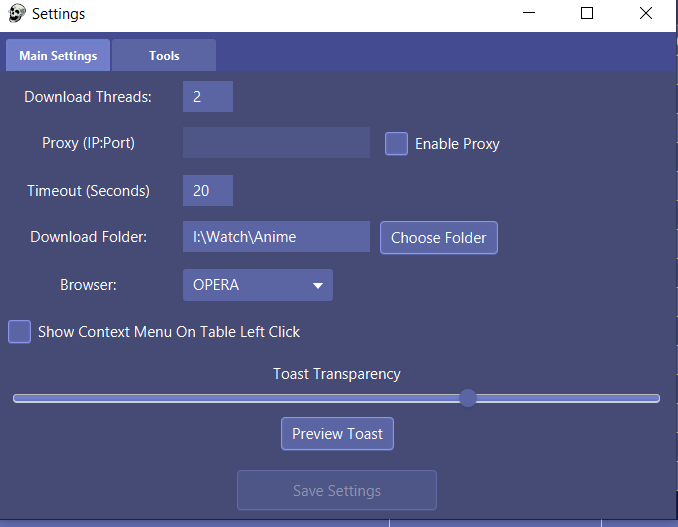 Settings
Main Settings Tools
Download Threads: 2
Proxy (IP:Port) Enable Proxy
Timeout (Seconds) 20
Download Folder: I:\Watch\Anime Choose Folder
Browser: OPERA
Show Context Menu On Table Left Click
Toast Transparency
Preview Toast
Save Settings